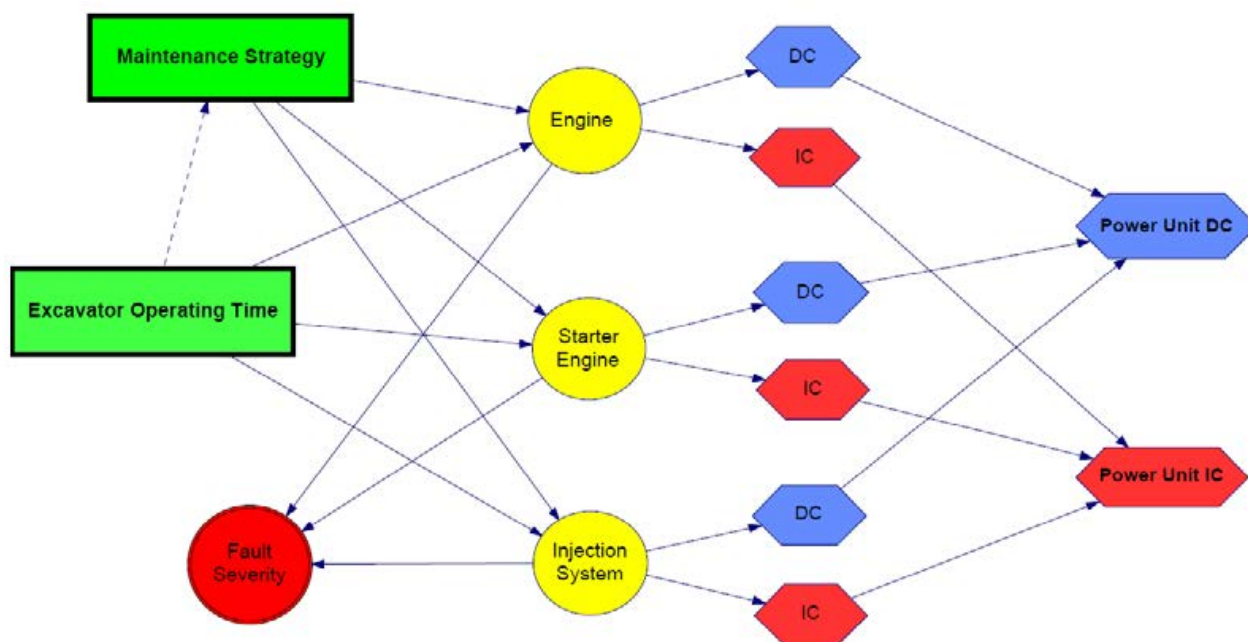 Maintenance Strategy
DC
Engine
IC
Power Unit DC
Excavator Operating Time
DC
Starter
Engine
IC
Power Unit IC
DC
Fault
Severity
Injection
System
IC